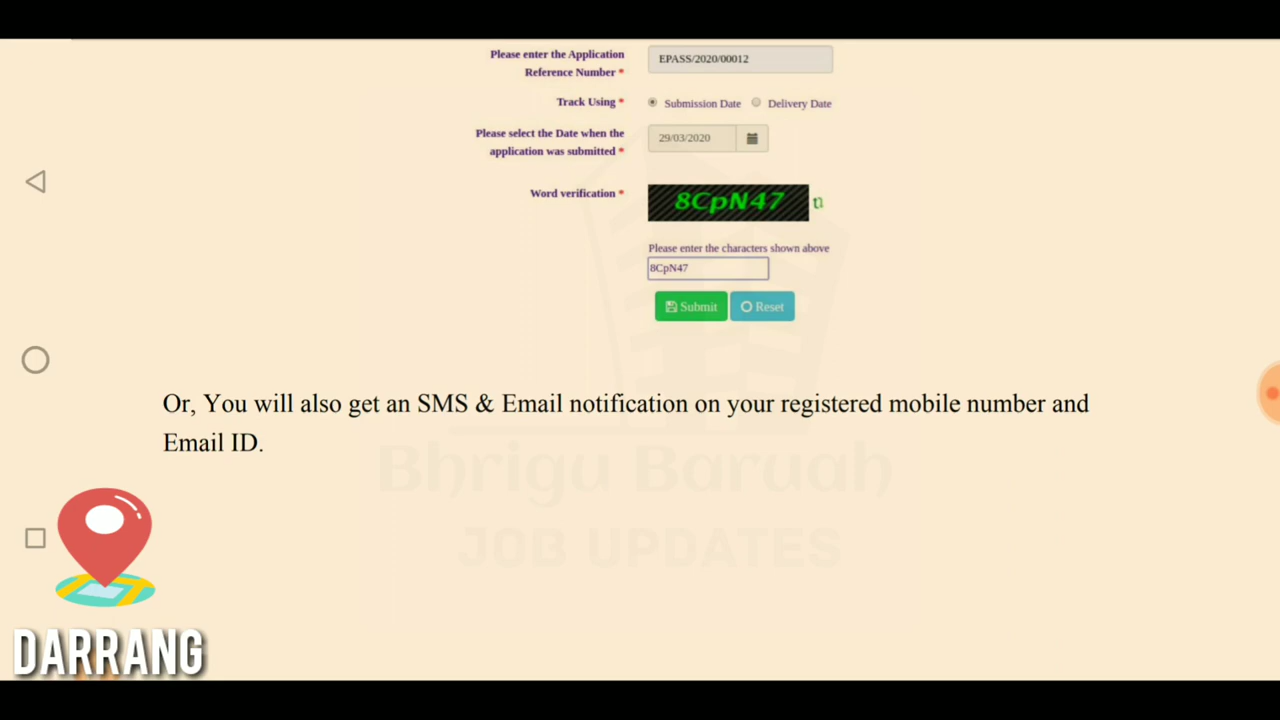 Please enter the Application
Reference Number *
EPASS/2020/00012
Track Using *
Submission Date
Delivery Date
Please select the Date when the
application was submitted *
29/03/2020
Word verification *
8CpN47
Please enter the characters shown above
8CpN47
Submit
Reset
Or, You will also get an SMS & Email notification on your registered mobile number and
Email ID.
Bhrigu Baruah
JOB UPDATES
DARRANG